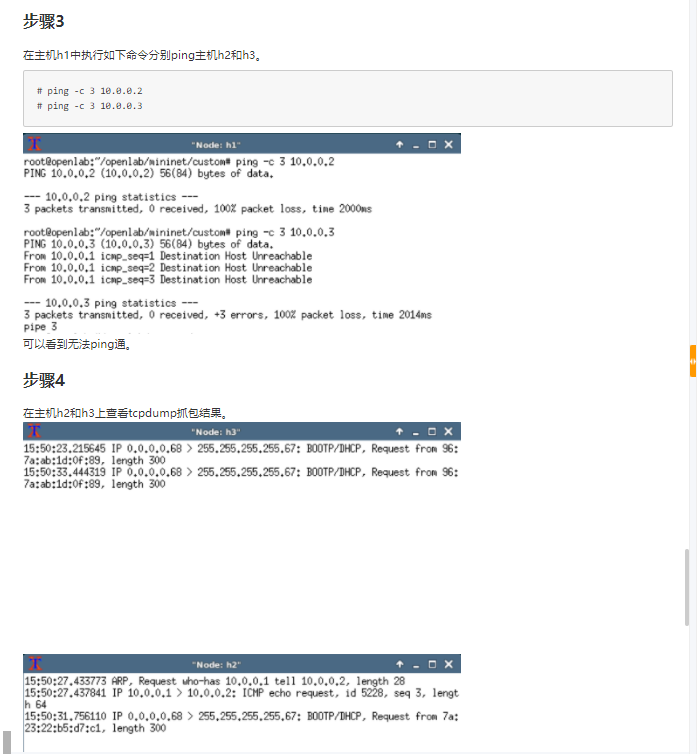 步骤3
在主机h1中执行如下命令分别ping主机h2和h3。
# ping -c 3 10.0.0.2
# ping -c 3 10.0.0.3
"Node: h1"
root@openlab:~/openlab/mininet/custom# ping -c 3 10.0.0.2
PING 10.0.0.2 (10.0.0.2) 56(84) bytes of data.
--- 10.0.0.2 ping statistics ---
3 packets transmitted, 0 received, 100% packet loss, time 2000ms
root@openlab:~/openlab/mininet/custom# ping -c 3 10.0.0.3
PING 10.0.0.3 (10.0.0.3) 56(84) bytes of data.
From 10.0.0.1 icmp_seq=1 Destination Host Unreachable
From 10.0.0.1 icmp_seq=2 Destination Host Unreachable
From 10.0.0.1 icmp_seq=3 Destination Host Unreachable
--- 10.0.0.3 ping statistics ---
3 packets transmitted, 0 received, +3 errors, 100% packet loss, time 2014ms
pipe 3
可以看到无法ping通。
步骤4
在主机h2和h3上查看tcpdump抓包结果。
"Node: h3"
15:50:23.215645 IP 0.0.0.0.68 > 255.255.255.255.67: BOOTP/DHCP, Request from 96:
7a:ab:1d:0f:89, length 300
15:50:33.444319 IP 0.0.0.0.68 > 255.255.255.255.67: BOOTP/DHCP, Request from 96:
7a:ab:1d:0f:89, length 300
"Node: h2"
15:50:27.433773 ARP, Request who-has 10.0.0.1 tell 10.0.0.2, length 28
15:50:27.437841 IP 10.0.0.1 > 10.0.0.2: ICMP echo request, id 5228, seq 3, lengt
h 64
15:50:31.756110 IP 0.0.0.0.68 > 255.255.255.255.67: BOOTP/DHCP, Request from 7a:
23:22:b5:d7:c1, length 300